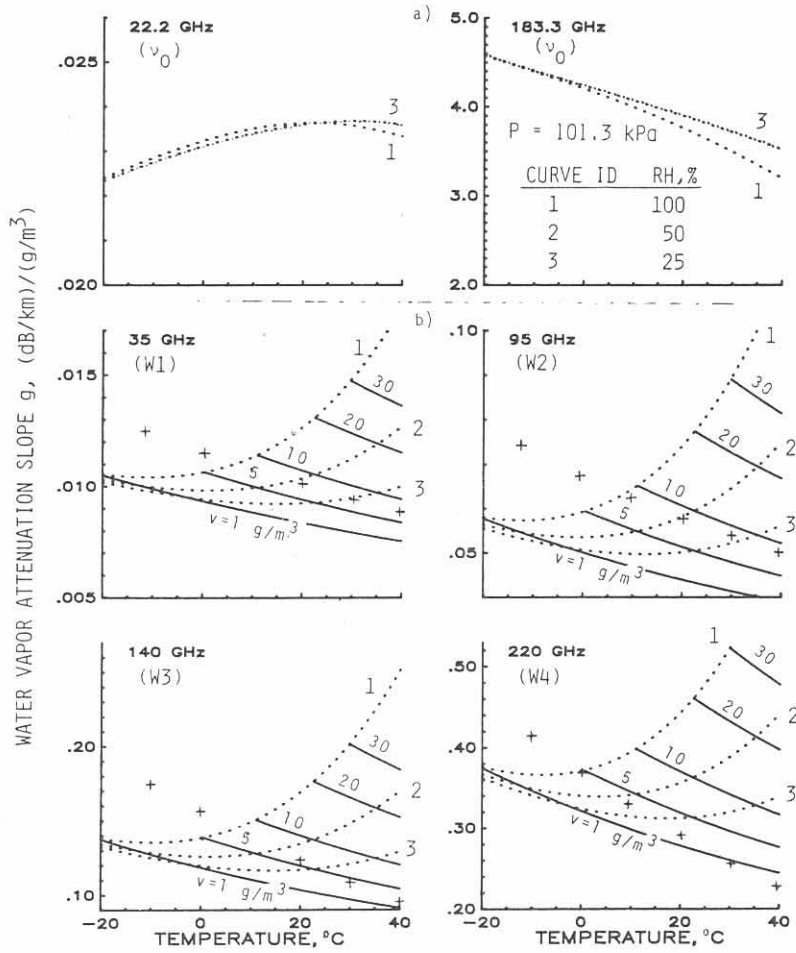 WATER VAPOR ATTENUATION SLOPE g, (dB/km)/(g/m³)
a)
22.2 GHz
(ν₀)
.025
.020
3
1
183.3 GHz
(ν₀)
5.0
4.0
3.0
2.0
3
1
P = 101.3 kPa
CURVE ID RH,%
1 100
2 50
3 25
b)
35 GHz
(W1)
.015
.010
.005
1
2
3
30
20
10
5
v=1 g/m³
95 GHz
(W2)
.10
.05
1
2
3
30
20
10
5
v=1 g/m³
140 GHz
(W3)
.20
.10
1
2
3
30
20
10
5
v=1 g/m³
-20 0 20 40
TEMPERATURE, °C
220 GHz
(W4)
.50
.40
.30
.20
1
2
3
30
20
10
5
v=1 g/m³
-20 0 20 40
TEMPERATURE, °C